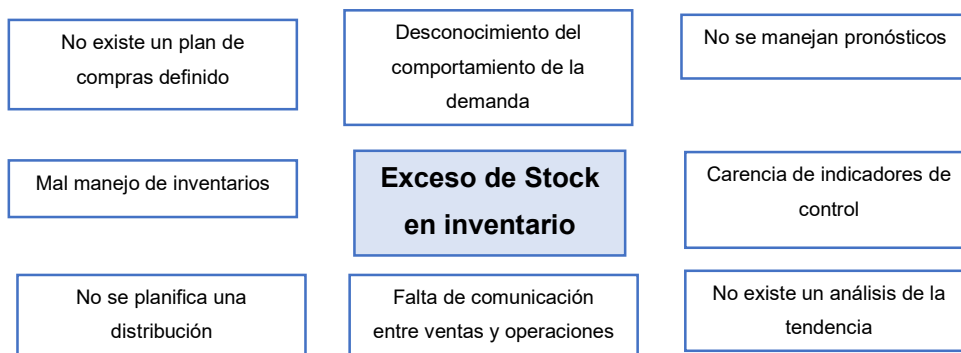 No existe un plan de
compras definido
Desconocimiento del
comportamiento de la
demanda
No se manejan pronósticos
Mal manejo de inventarios
Exceso de Stock
en inventario
Carencia de indicadores de
control
No se planifica una
distribución
Falta de comunicación
entre ventas y operaciones
No existe un análisis de la
tendencia